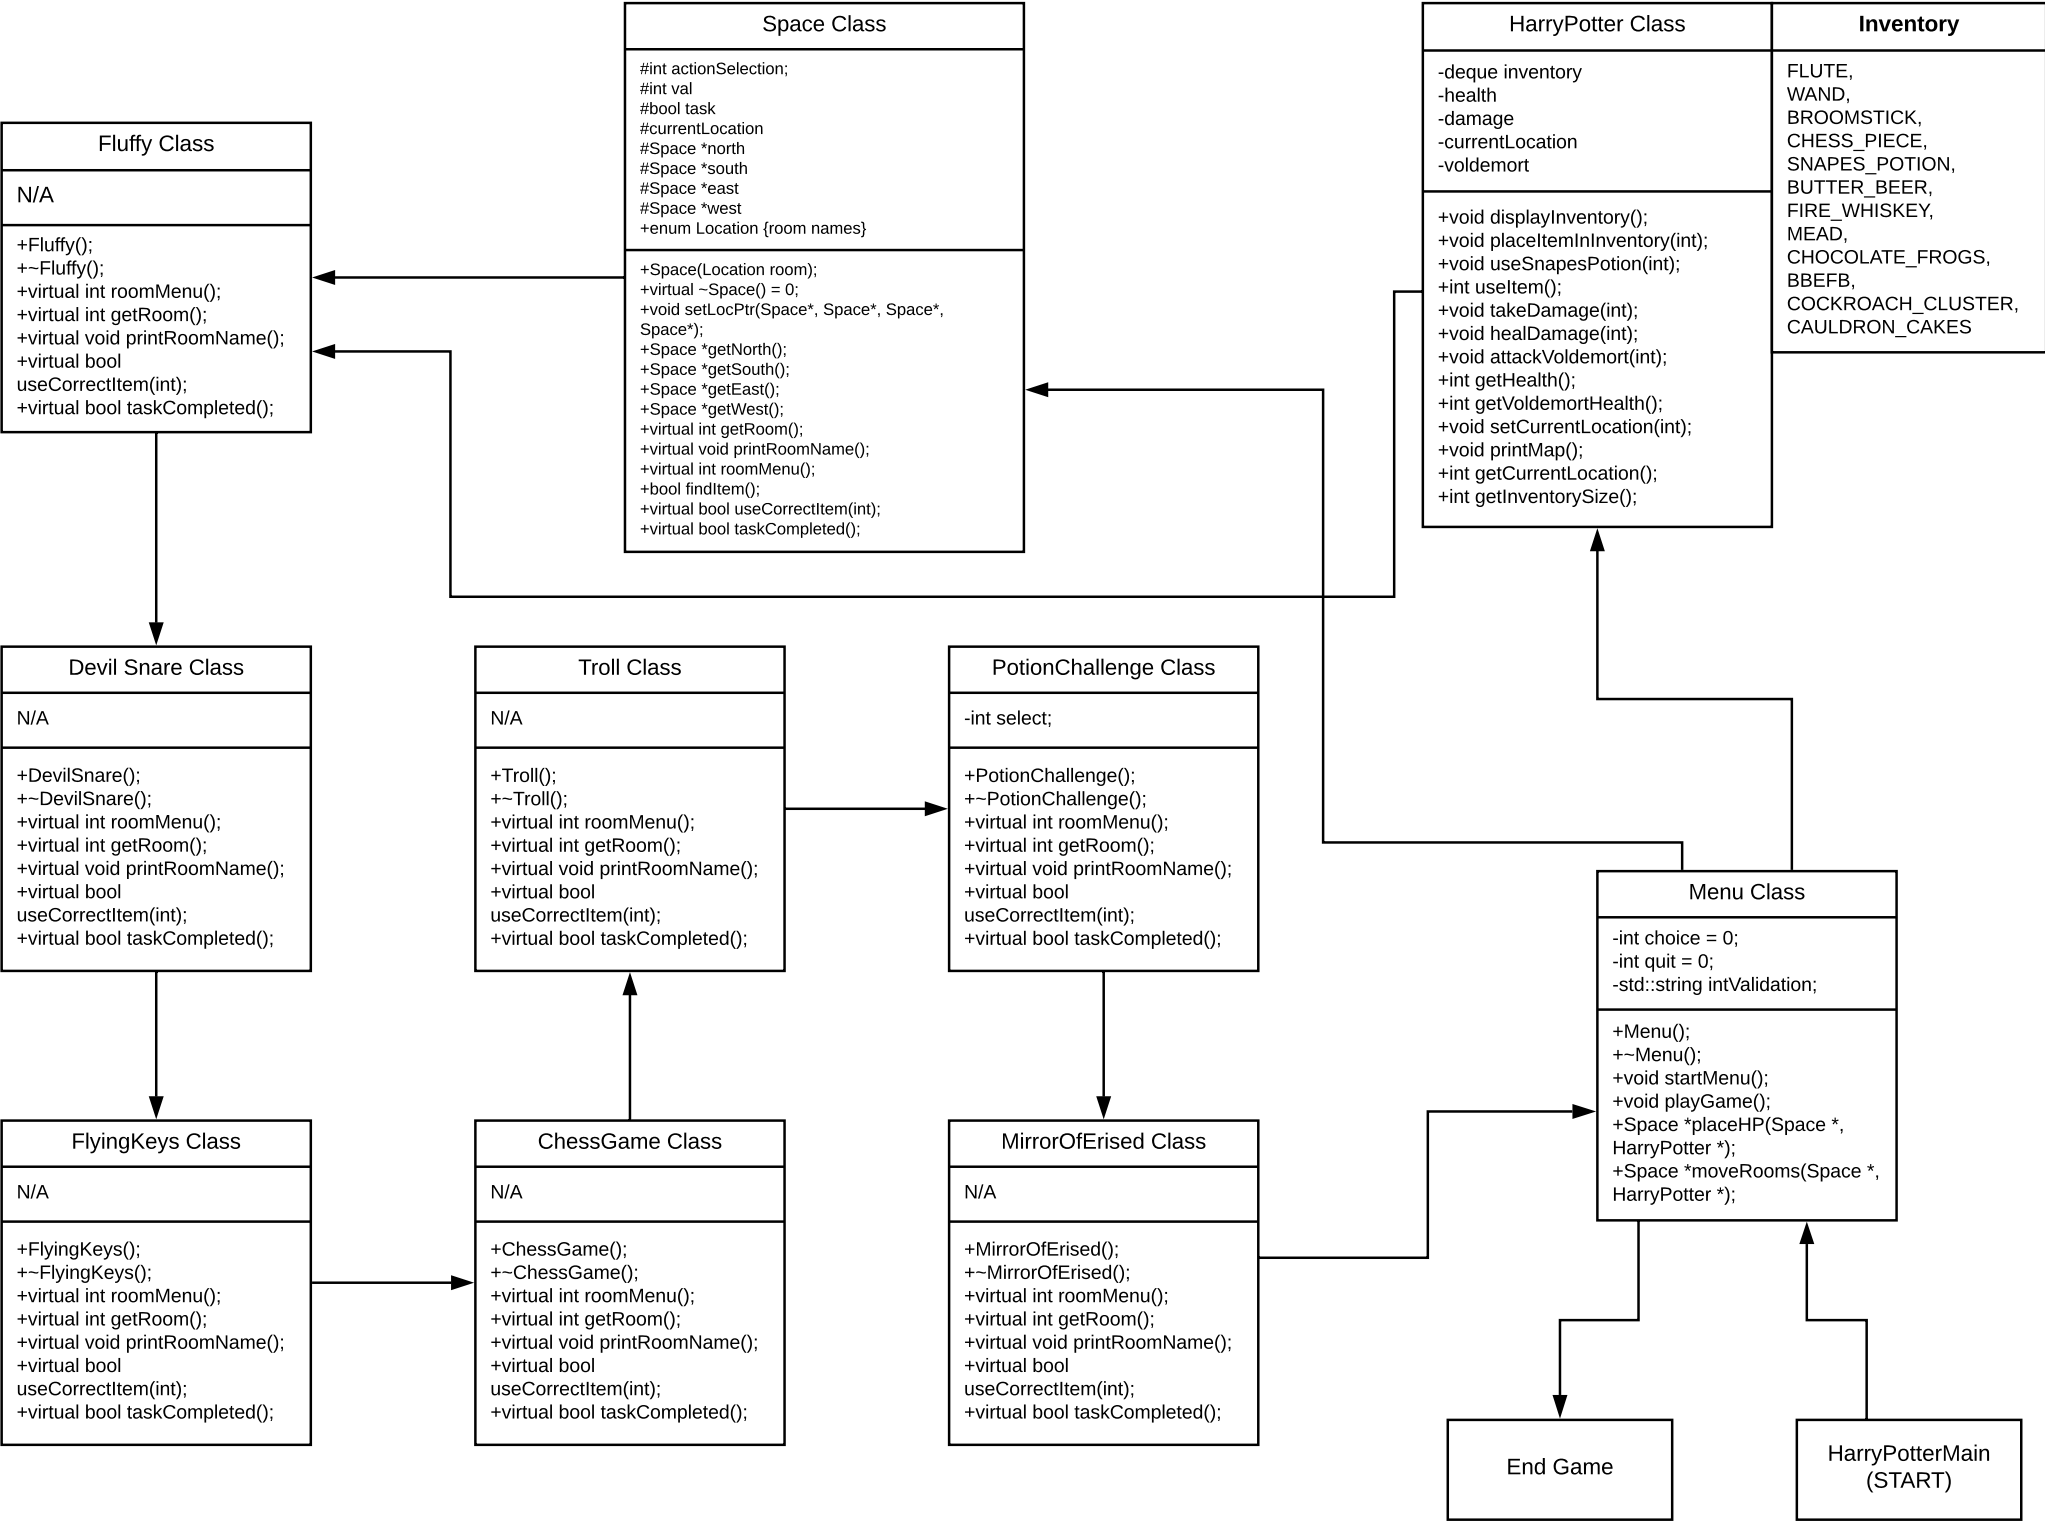 Space Class
#int actionSelection;
#int val
#bool task
#currentLocation
#Space *north
#Space *south
#Space *east
#Space *west
+enum Location {room names}
+Space(Location room);
+virtual ~Space() = 0;
+void setLocPtr(Space*, Space*, Space*,
Space*);
+Space *getNorth();
+Space *getSouth();
+Space *getEast();
+Space *getWest();
+virtual int getRoom();
+virtual void printRoomName();
+virtual int roomMenu();
+bool findItem();
+virtual bool useCorrectItem(int);
+virtual bool taskCompleted();
HarryPotter Class
-deque inventory
-health
-damage
-currentLocation
-voldemort
+void displayInventory();
+void placeItemInInventory(int);
+void useSnapesPotion(int);
+int useItem();
+void takeDamage(int);
+void healDamage(int);
+void attackVoldemort(int);
+int getHealth();
+int getVoldemortHealth();
+void setCurrentLocation(int);
+void printMap();
+int getCurrentLocation();
+int getInventorySize();
Inventory
FLUTE,
WAND,
BROOMSTICK,
CHESS_PIECE,
SNAPES_POTION,
BUTTER_BEER,
FIRE_WHISKEY,
MEAD,
CHOCOLATE_FROGS,
BBEFB,
COCKROACH_CLUSTER,
CAULDRON_CAKES
Fluffy Class
N/A
+Fluffy();
+~Fluffy();
+virtual int roomMenu();
+virtual int getRoom();
+virtual void printRoomName();
+virtual bool
useCorrectItem(int);
+virtual bool taskCompleted();
Devil Snare Class
N/A
+DevilSnare();
+~DevilSnare();
+virtual int roomMenu();
+virtual int getRoom();
+virtual void printRoomName();
+virtual bool
useCorrectItem(int);
+virtual bool taskCompleted();
Troll Class
N/A
+Troll();
+~Troll();
+virtual int roomMenu();
+virtual int getRoom();
+virtual void printRoomName();
+virtual bool
useCorrectItem(int);
+virtual bool taskCompleted();
PotionChallenge Class
-int select;
+PotionChallenge();
+~PotionChallenge();
+virtual int roomMenu();
+virtual int getRoom();
+virtual void printRoomName();
+virtual bool
useCorrectItem(int);
+virtual bool taskCompleted();
Menu Class
-int choice = 0;
-int quit = 0;
-std::string intValidation;
+Menu();
+~Menu();
+void startMenu();
+void playGame();
+Space *placeHP(Space *,
HarryPotter *);
+Space *moveRooms(Space *,
HarryPotter *);
FlyingKeys Class
N/A
+FlyingKeys();
+~FlyingKeys();
+virtual int roomMenu();
+virtual int getRoom();
+virtual void printRoomName();
+virtual bool
useCorrectItem(int);
+virtual bool taskCompleted();
ChessGame Class
N/A
+ChessGame();
+~ChessGame();
+virtual int roomMenu();
+virtual int getRoom();
+virtual void printRoomName();
+virtual bool
useCorrectItem(int);
+virtual bool taskCompleted();
MirrorOfErised Class
N/A
+MirrorOfErised();
+~MirrorOfErised();
+virtual int roomMenu();
+virtual int getRoom();
+virtual void printRoomName();
+virtual bool
useCorrectItem(int);
+virtual bool taskCompleted();
End Game
HarryPotterMain
(START)